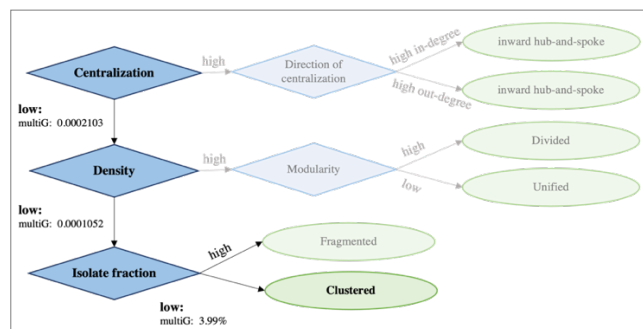 Centralization
high
Direction of
centralization
high in-degree
inward hub-and-spoke
high out-degree
inward hub-and-spoke
low:
multiG: 0.0002103
Density
high
Modularity
high
Divided
low
Unified
low:
multiG: 0.0001052
Isolate fraction
high
Fragmented
Clustered
low:
multiG: 3.99%